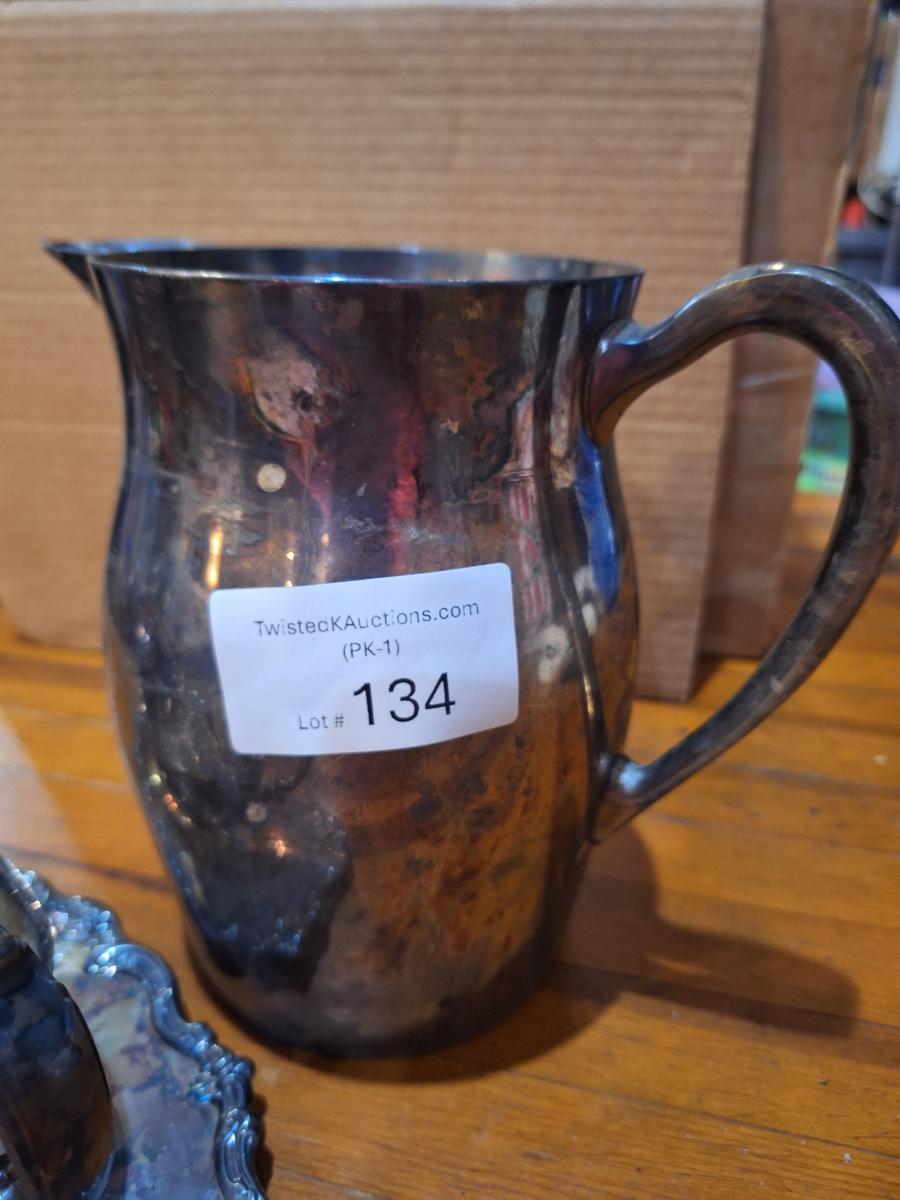 TwistedKAuctions.com
(PK-1)
Lot # 134